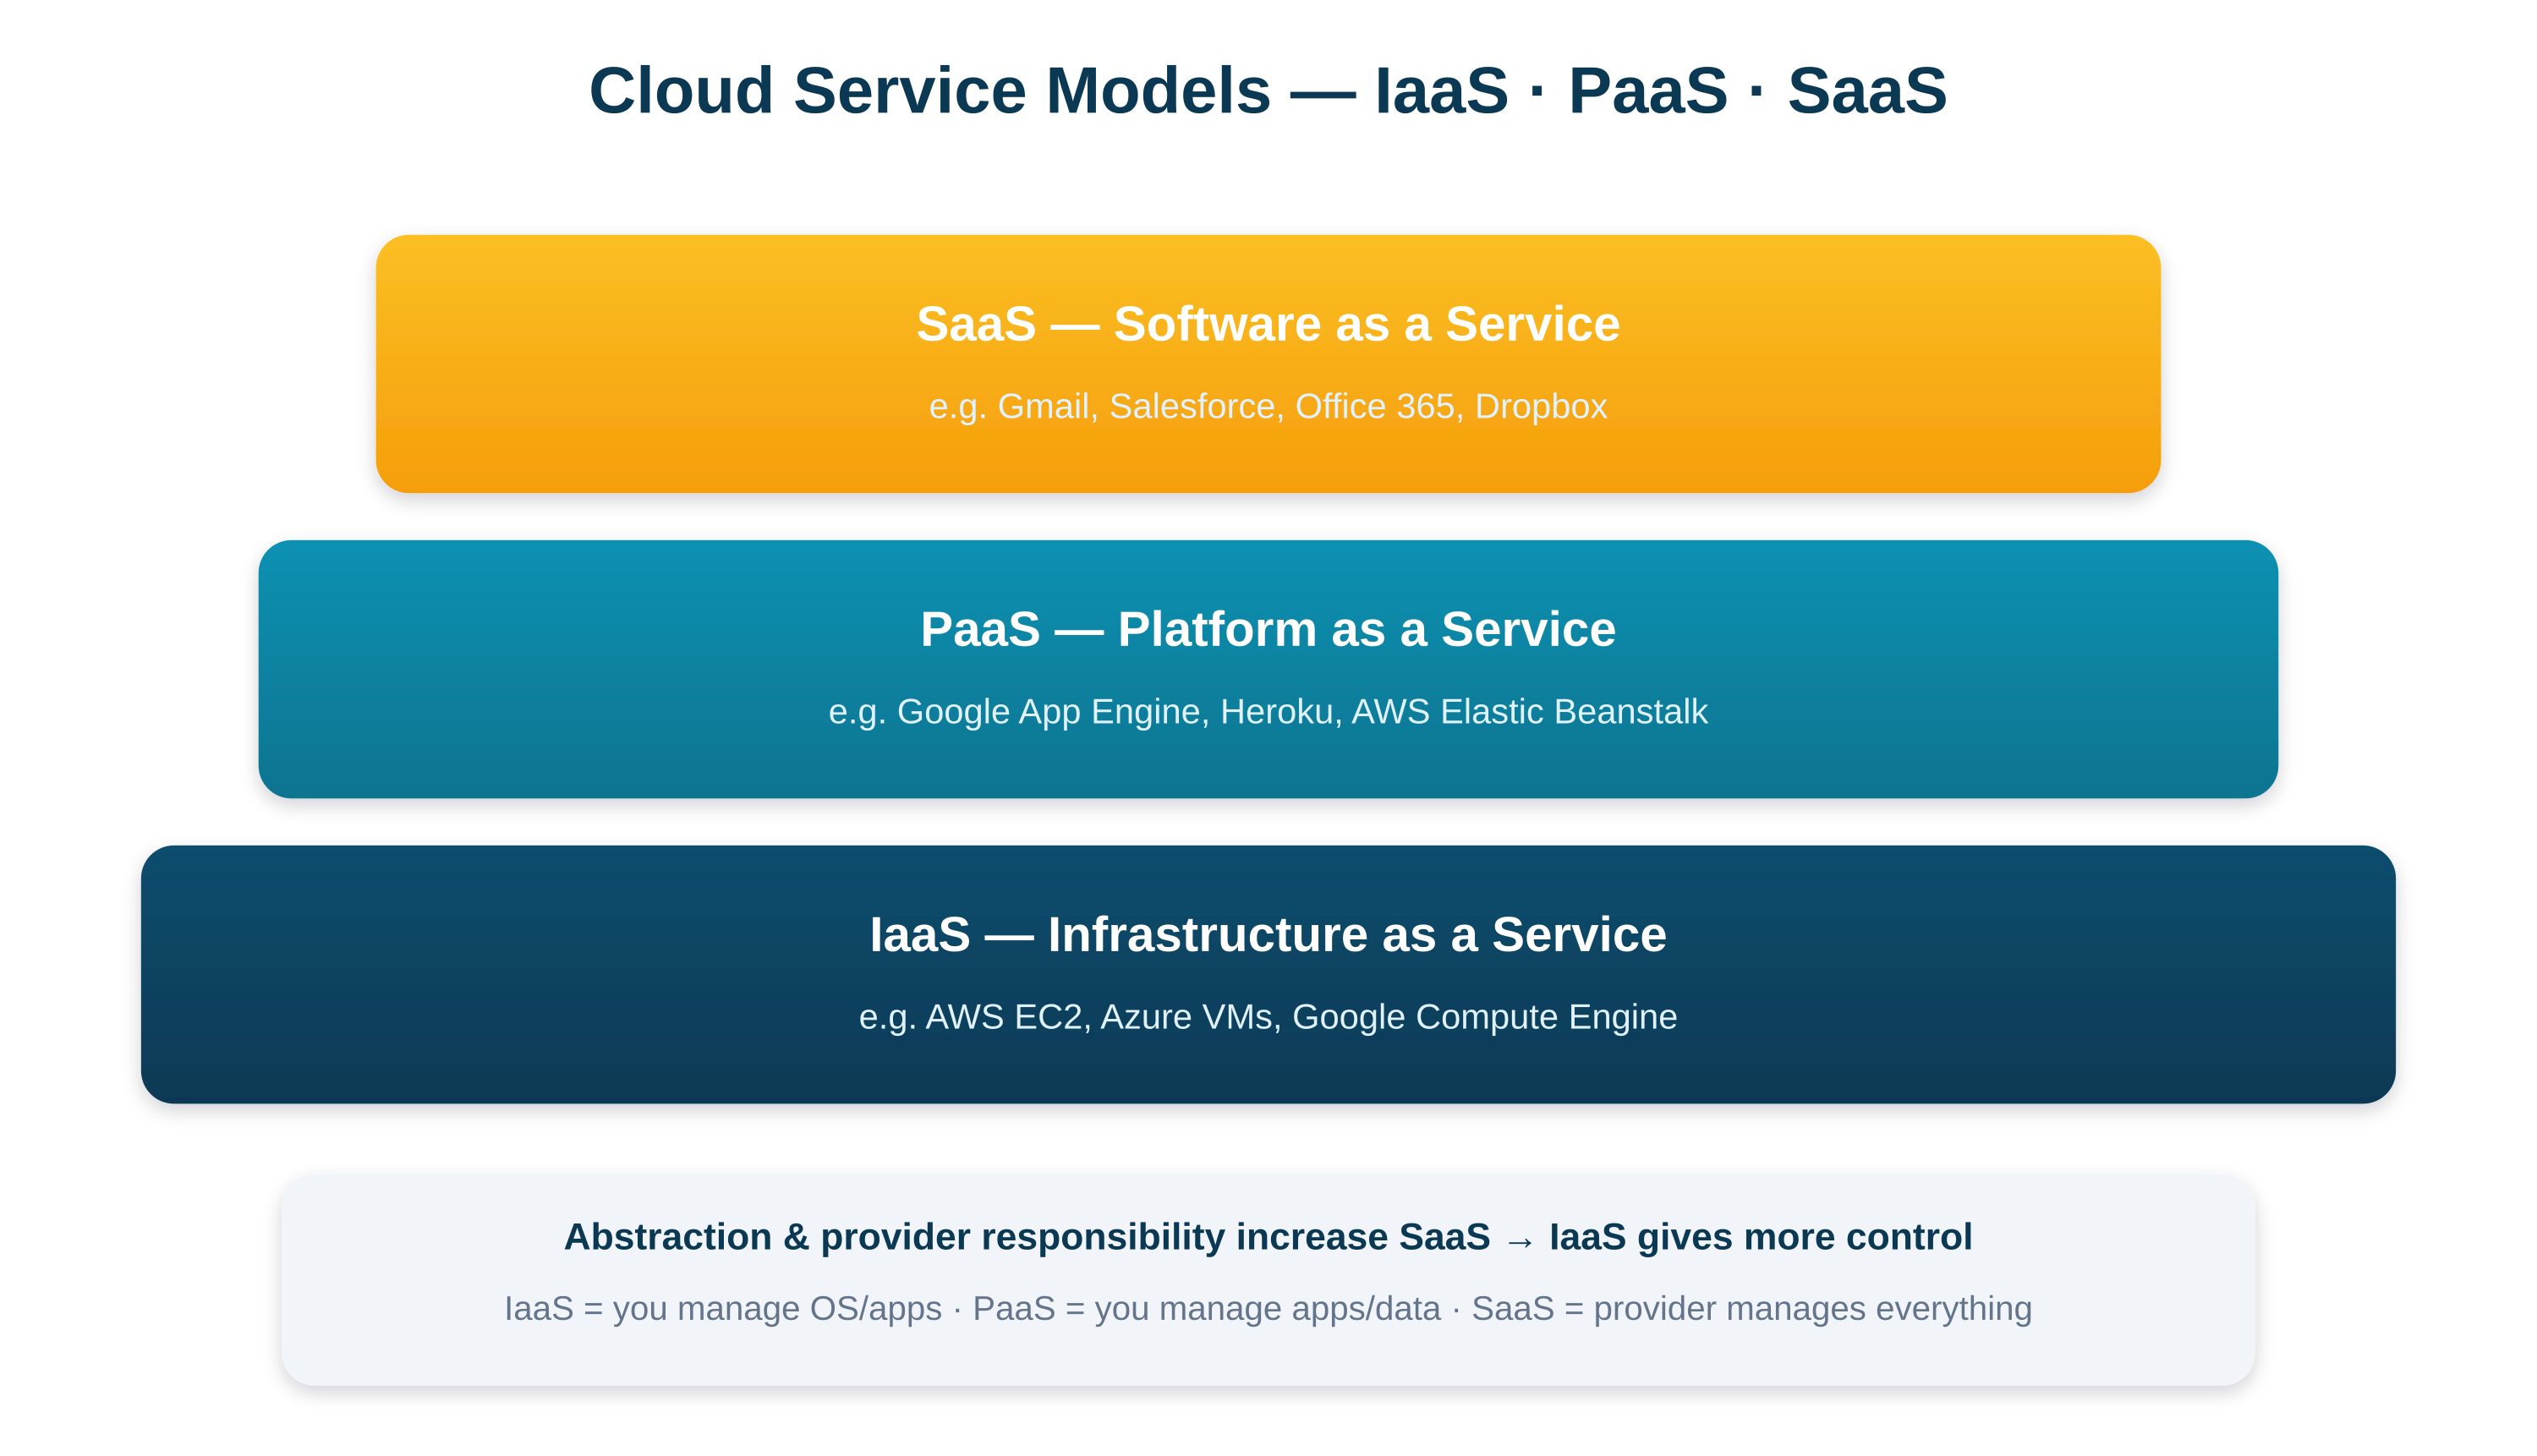 Cloud Service Models — IaaS · PaaS · SaaS
SaaS — Software as a Service
e.g. Gmail, Salesforce, Office 365, Dropbox
PaaS — Platform as a Service
e.g. Google App Engine, Heroku, AWS Elastic Beanstalk
IaaS — Infrastructure as a Service
e.g. AWS EC2, Azure VMs, Google Compute Engine
Abstraction & provider responsibility increase SaaS → IaaS gives more control
IaaS = you manage OS/apps · PaaS = you manage apps/data · SaaS = provider manages everything